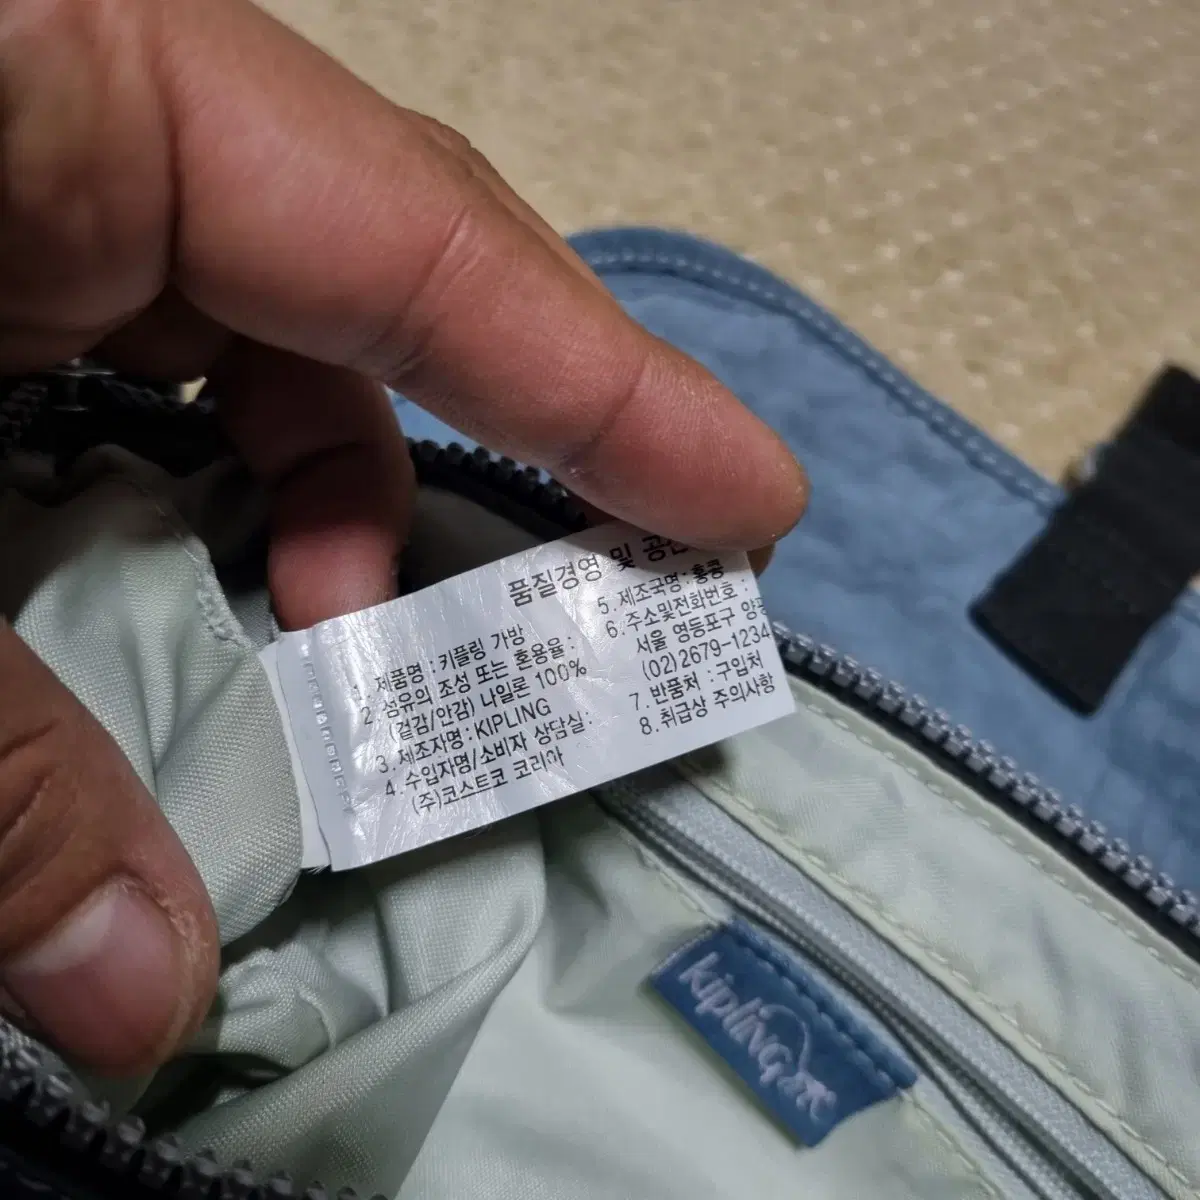 품질경영 및
1. 제품명 : 키플링 가방
2. 섬유의 조성 또는 혼용율 :
(겉감/안감) 나일론 100%
3. 제조자명 : KIPLING
4. 수입자명/소비자 상담실 :
(주)코스트코 코리아
5. 제조국명 : 홍콩
6. 주소및전화번호 :
서울 영등포구
(02)2679-1234
7. 반품처 : 구입처
8. 취급상 주의사항
kipling